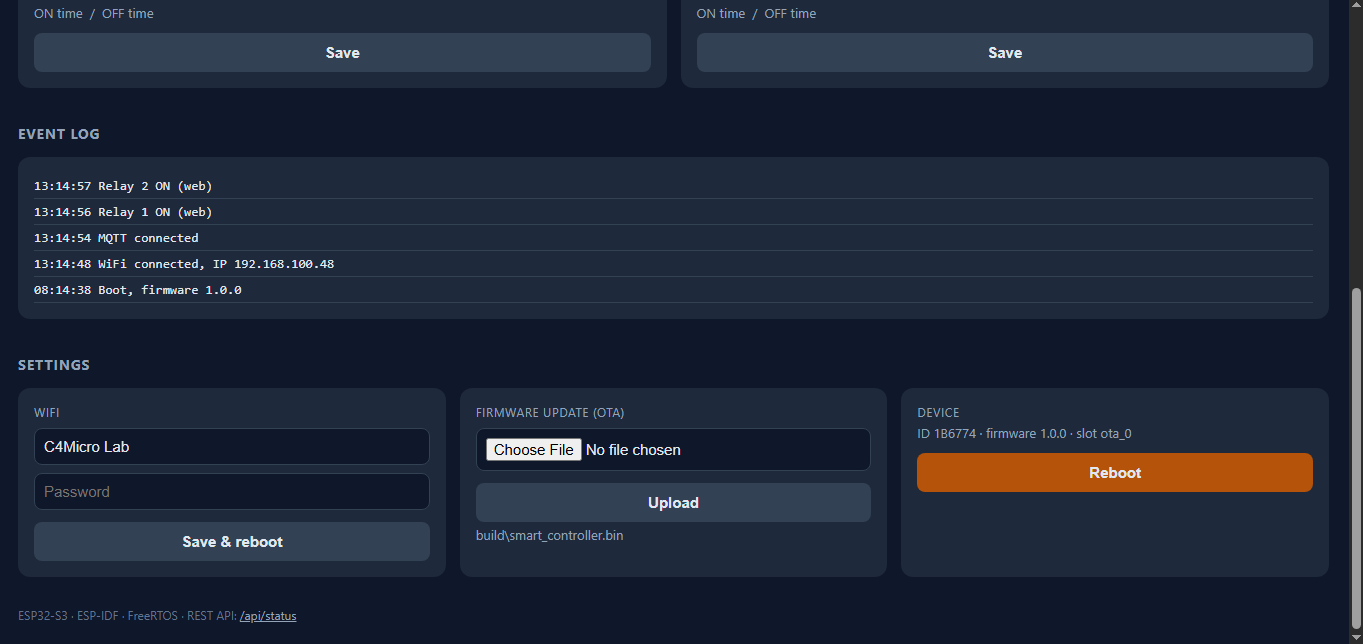 ON time / OFF time
ON time / OFF time
Save
Save
EVENT LOG
13:14:57 Relay 2 ON (web)
13:14:56 Relay 1 ON (web)
13:14:54 MQTT connected
13:14:48 WiFi connected, IP 192.168.100.48
08:14:38 Boot, firmware 1.0.0
SETTINGS
WIFI
C4Micro Lab
Password
Save & reboot
FIRMWARE UPDATE (OTA)
Choose File No file chosen
Upload
build\smart_controller.bin
DEVICE
ID 1B6774 · firmware 1.0.0 · slot ota_0
Reboot
ESP32-S3 · ESP-IDF · FreeRTOS · REST API: /api/status